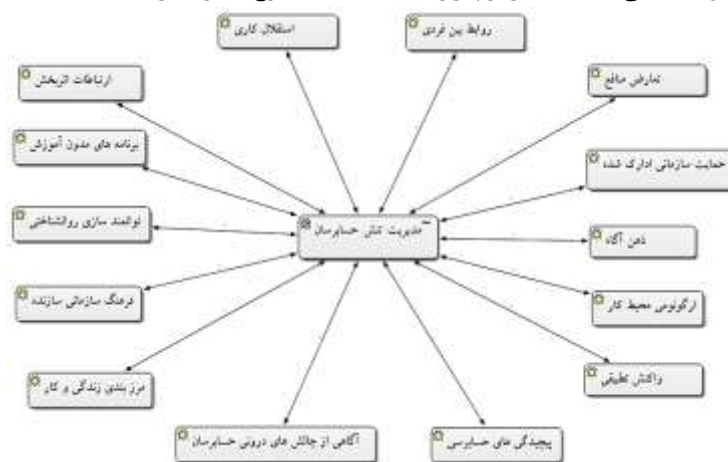 روابط بین فردی
استقلال کاری
تعارض منافع
ارتباطات اثربخش
برنامه های مدون آموزش
حمایت سازمانی ادارک شده
توانمند سازی روانشناختی
مدیریت تنش حسابرسان
ذهن آگاه
فرهنگ سازمانی سازنده
ارگونومی محیط کار
مرز بندی زندگی و کار
واکنش تطبیقی
آگاهی از چالش های درونی حسابرسان
پیچیدگی های حسابرسی